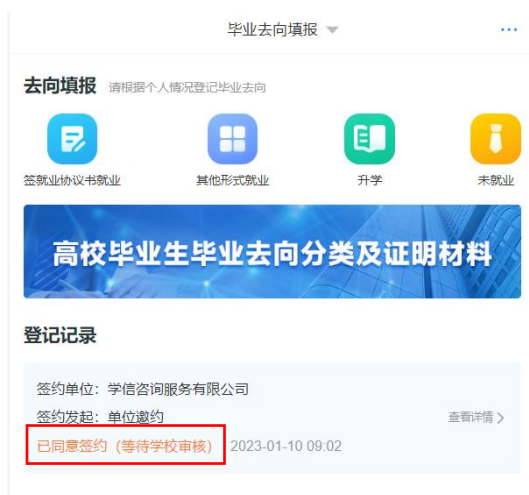 毕业去向填报
去向填报 请根据个人情况登记毕业去向
签就业协议书就业 其他形式就业 升学 未就业
高校毕业生毕业去向分类及证明材料
登记记录
签约单位：学信咨询服务有限公司
签约发起：单位邀约 查看详情 >
已同意签约（等待学校审核） 2023-01-10 09:02